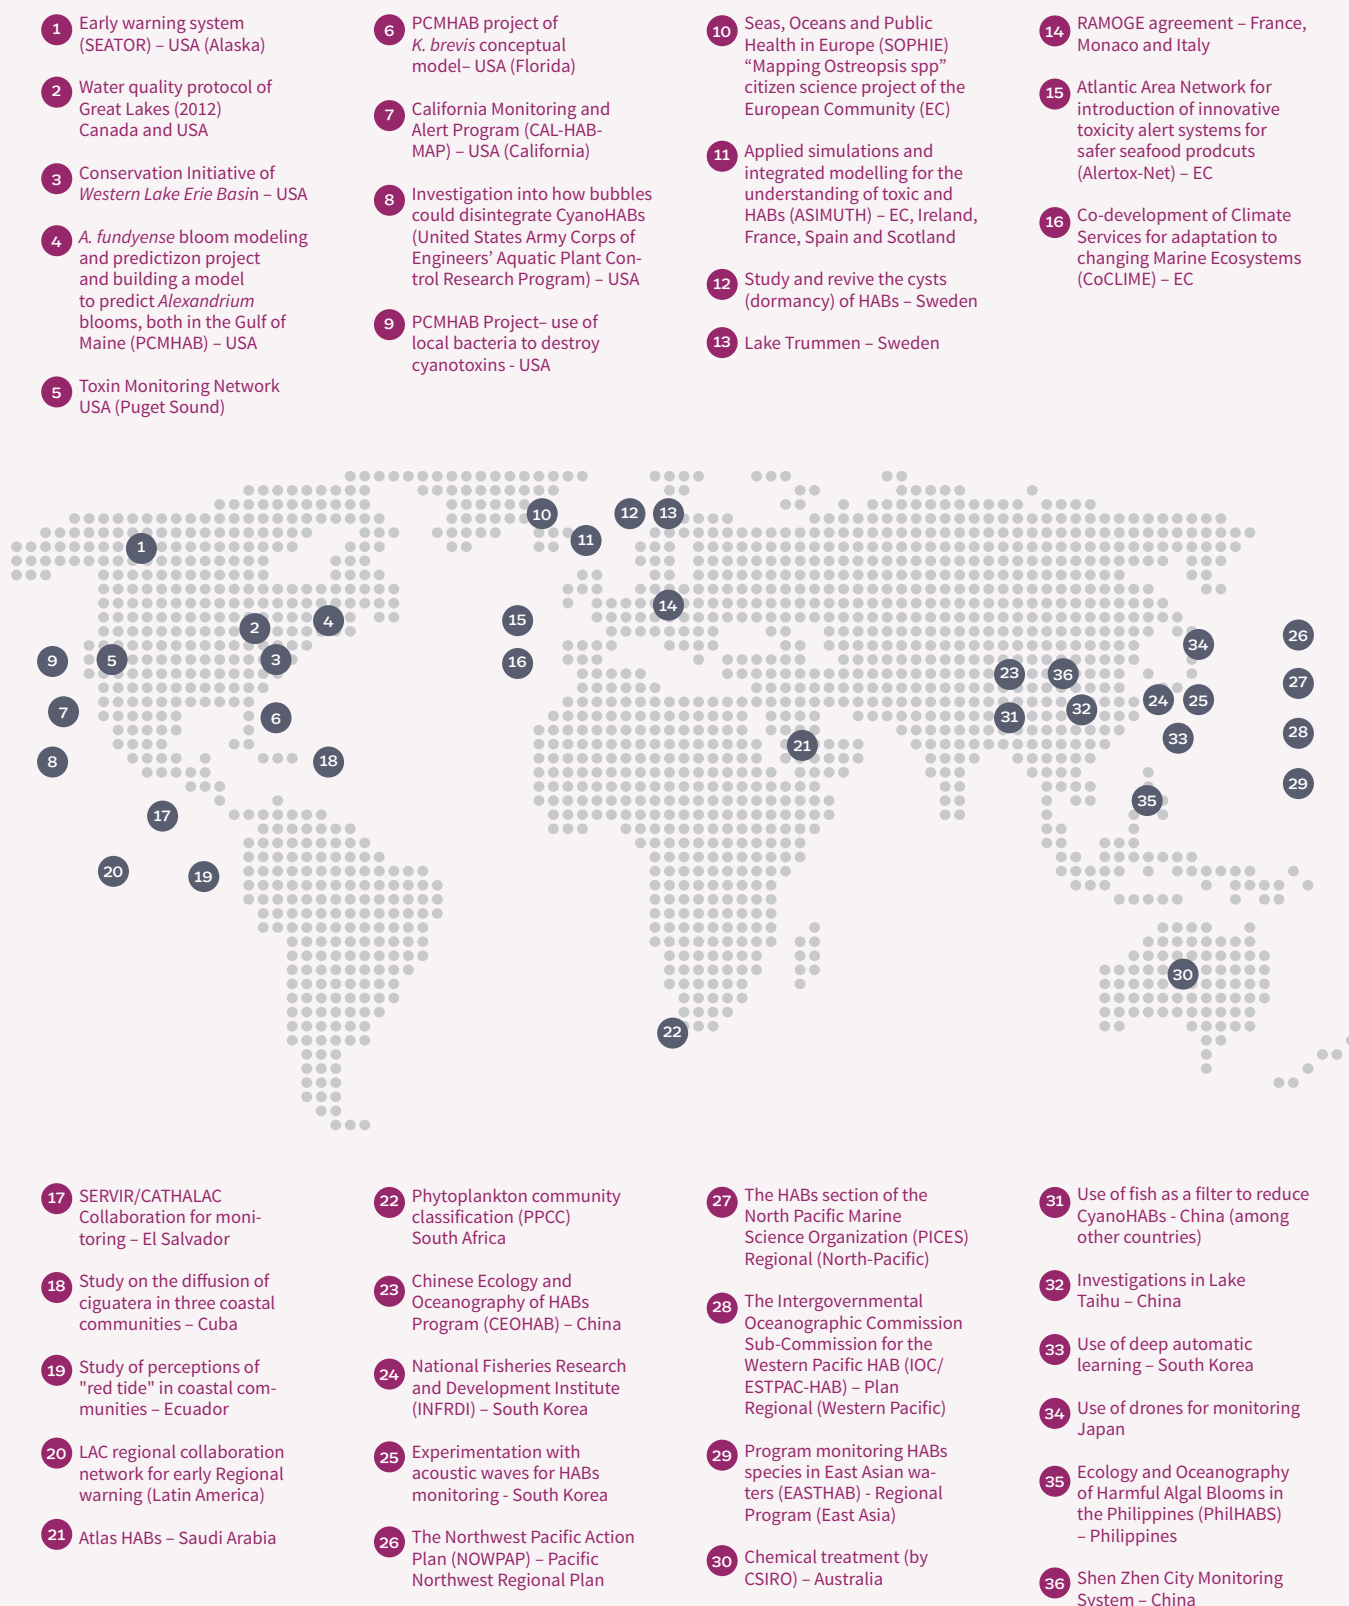 1 Early warning system
(SEATOR) – USA (Alaska)
2 Water quality protocol of
Great Lakes (2012)
Canada and USA
3 Conservation Initiative of
Western Lake Erie Basin – USA
4 A. fundyense bloom modeling
and predictizon project
and building a model
to predict Alexandrium
blooms, both in the Gulf of
Maine (PCMHAB) – USA
5 Toxin Monitoring Network
USA (Puget Sound)
6 PCMHAB project of
K. brevis conceptual
model– USA (Florida)
7 California Monitoring and
Alert Program (CAL-HAB-
MAP) – USA (California)
8 Investigation into how bubbles
could disintegrate CyanoHABs
(United States Army Corps of
Engineers’ Aquatic Plant Con-
trol Research Program) – USA
9 PCMHAB Project– use of
local bacteria to destroy
cyanotoxins - USA
10 Seas, Oceans and Public
Health in Europe (SOPHIE)
“Mapping Ostreopsis spp”
citizen science project of the
European Community (EC)
11 Applied simulations and
integrated modelling for the
understanding of toxic and
HABs (ASIMUTH) – EC, Ireland,
France, Spain and Scotland
12 Study and revive the cysts
(dormancy) of HABs – Sweden
13 Lake Trummen – Sweden
14 RAMOGE agreement – France,
Monaco and Italy
15 Atlantic Area Network for
introduction of innovative
toxicity alert systems for
safer seafood prodcuts
(Alertox-Net) – EC
16 Co-development of Climate
Services for adaptation to
changing Marine Ecosystems
(CoCLIME) – EC
10
12
13
11
1
14
15
4
2
26
34
5
3
9
16
23
36
27
24
25
32
7
6
31
28
33
21
8
18
29
35
17
20
19
30
22
17 SERVIR/CATHALAC
Collaboration for moni-
toring – El Salvador
18 Study on the diffusion of
ciguatera in three coastal
communities – Cuba
19 Study of perceptions of
"red tide" in coastal com-
munities – Ecuador
20 LAC regional collaboration
network for early Regional
warning (Latin America)
21 Atlas HABs – Saudi Arabia
22 Phytoplankton community
classification (PPCC)
South Africa
23 Chinese Ecology and
Oceanography of HABs
Program (CEOHAB) – China
24 National Fisheries Research
and Development Institute
(INFRDI) – South Korea
25 Experimentation with
acoustic waves for HABs
monitoring - South Korea
26 The Northwest Pacific Action
Plan (NOWPAP) – Pacific
Northwest Regional Plan
27 The HABs section of the
North Pacific Marine
Science Organization (PICES)
Regional (North-Pacific)
28 The Intergovernmental
Oceanographic Commission
Sub-Commission for the
Western Pacific HAB (IOC/
ESTPAC-HAB) – Plan
Regional (Western Pacific)
29 Program monitoring HABs
species in East Asian wa-
ters (EASTHAB) - Regional
Program (East Asia)
30 Chemical treatment (by
CSIRO) – Australia
31 Use of fish as a filter to reduce
CyanoHABs - China (among
other countries)
32 Investigations in Lake
Taihu – China
33 Use of deep automatic
learning – South Korea
34 Use of drones for monitoring
Japan
35 Ecology and Oceanography
of Harmful Algal Blooms in
the Philippines (PhilHABS)
– Philippines
36 Shen Zhen City Monitoring
System – China